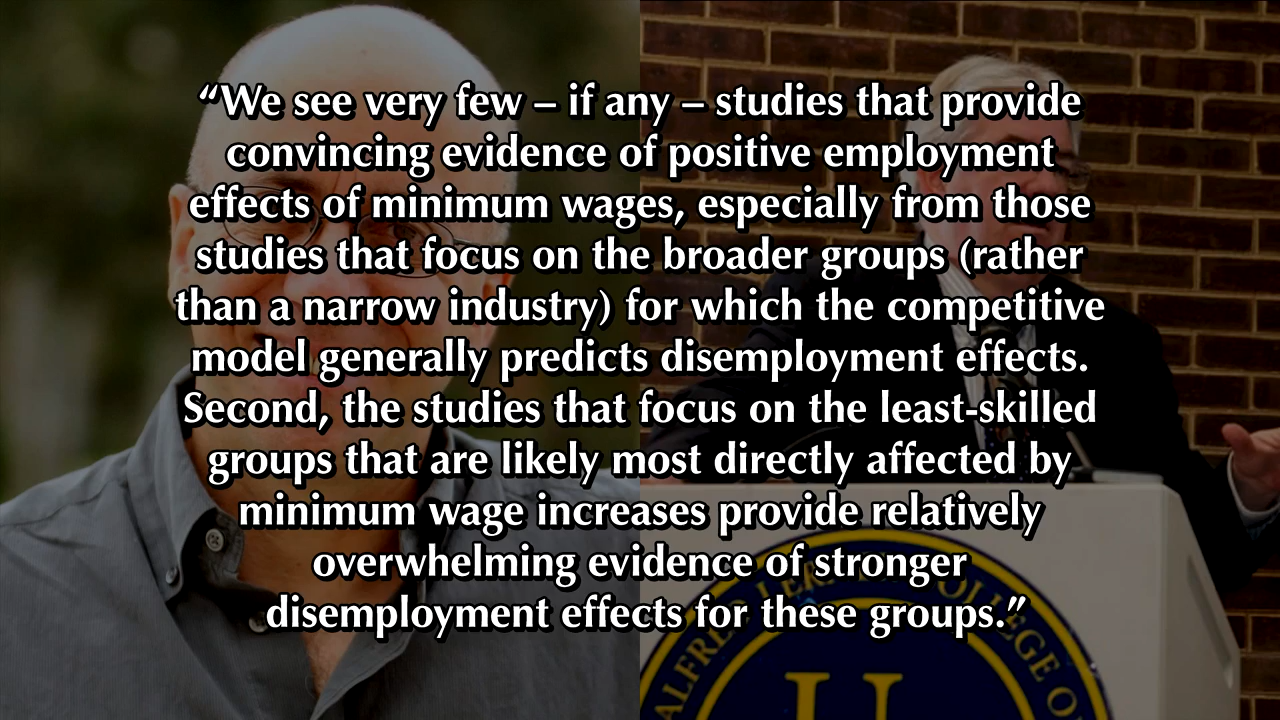 “We see very few – if any – studies that provide
convincing evidence of positive employment
effects of minimum wages, especially from those
studies that focus on the broader groups (rather
than a narrow industry) for which the competitive
model generally predicts disemployment effects.
Second, the studies that focus on the least-skilled
groups that are likely most directly affected by
minimum wage increases provide relatively
overwhelming evidence of stronger
disemployment effects for these groups.”
ALFRED LERNER COLLEGE O
U